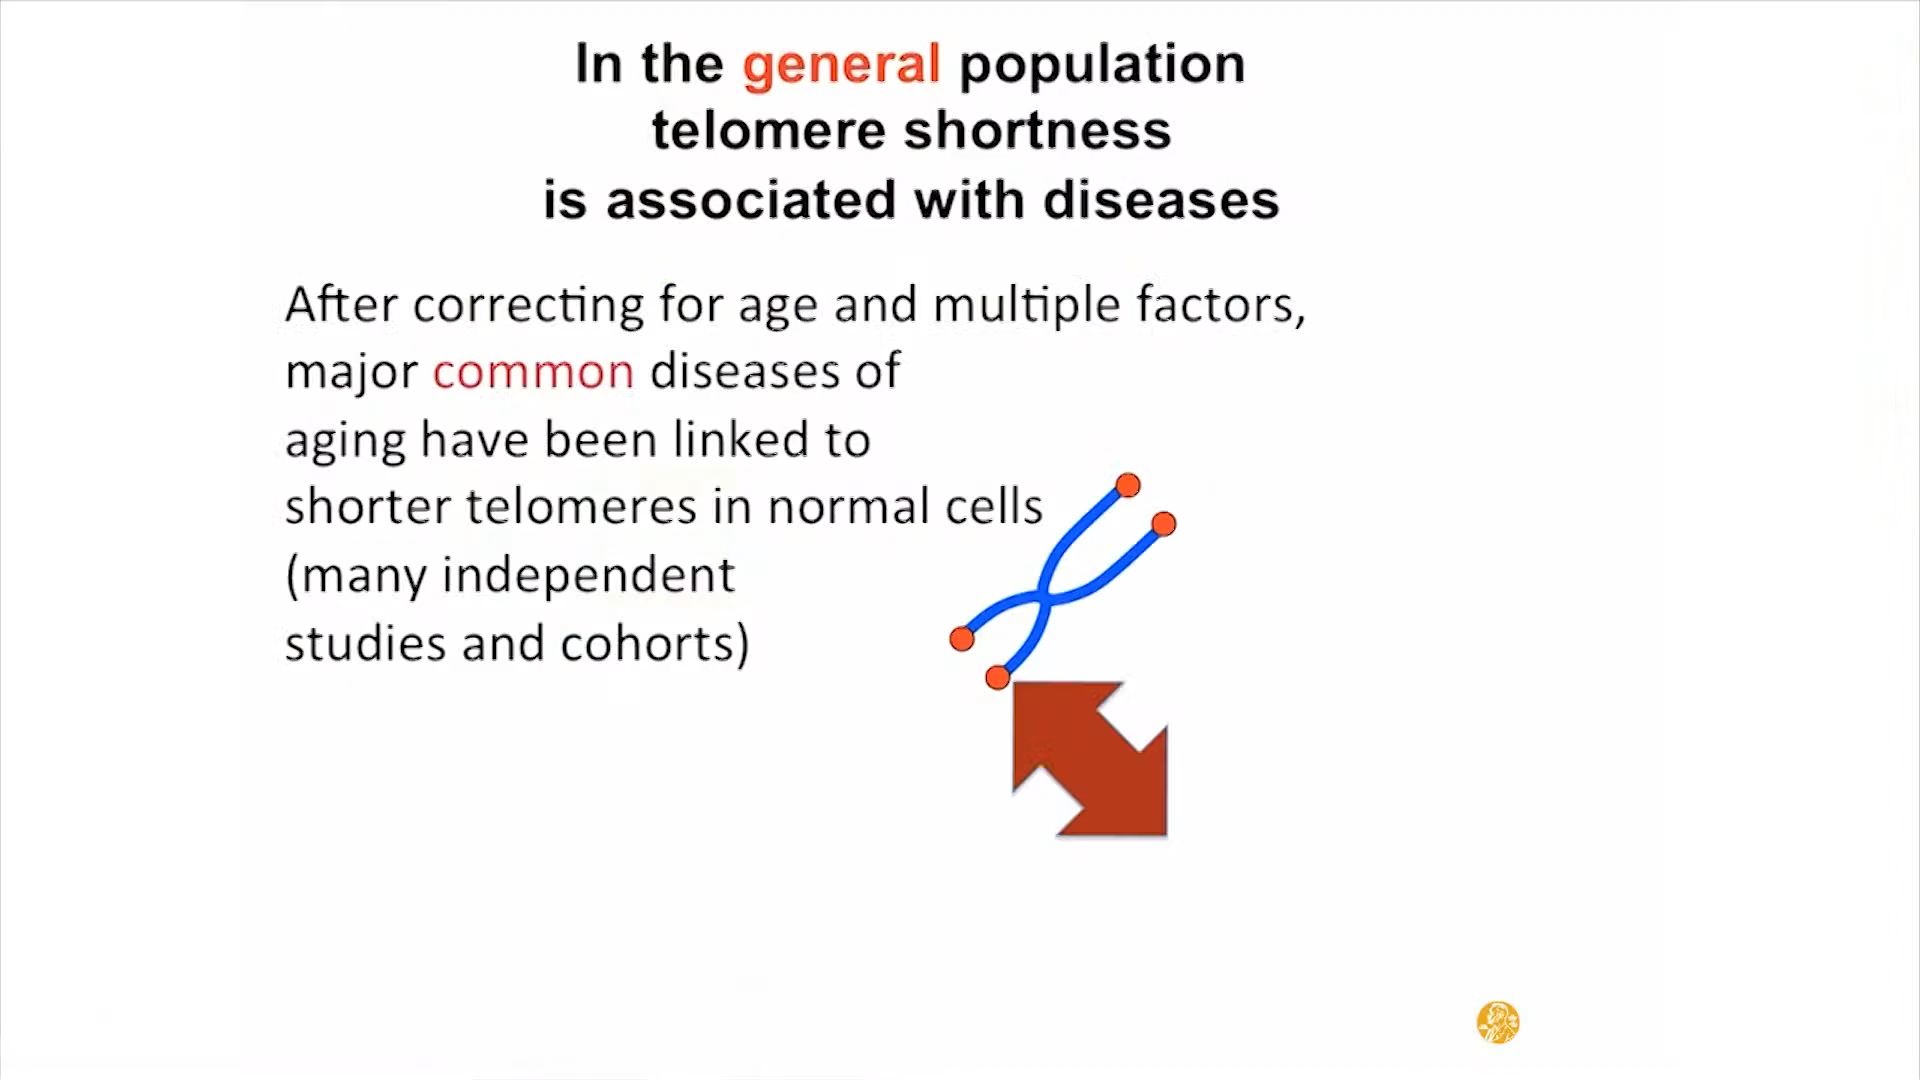 In the general population
telomere shortness
is associated with diseases
After correcting for age and multiple factors,
major common diseases of
aging have been linked to
shorter telomeres in normal cells
(many independent
studies and cohorts)